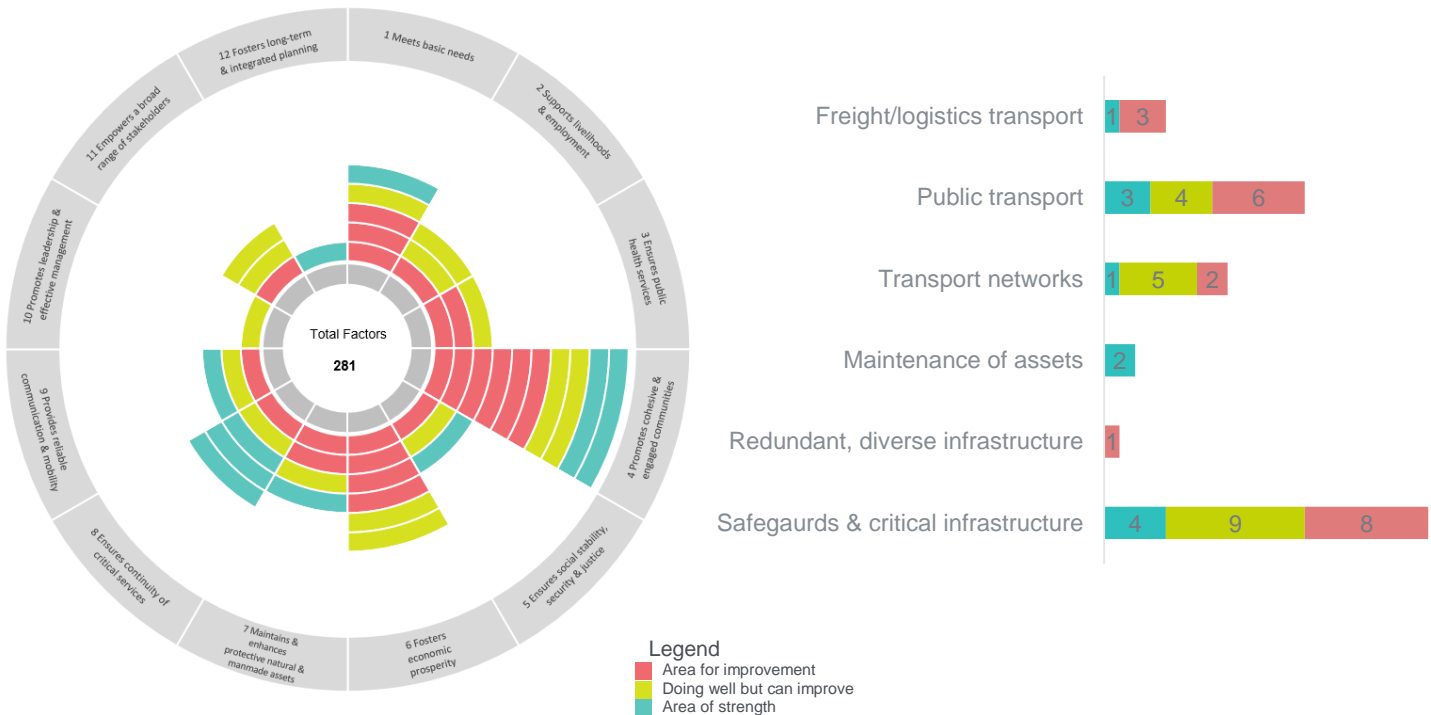 12 Fosters long-term
& integrated planning
1 Meets basic needs
2 Supports livelihoods
& employment
3 Ensures public
health services
4 Promotes cohesive &
engaged communities
5 Ensures social stability,
security & justice
6 Fosters
economic
prosperity
7 Maintains &
enhances
protective natural &
manmade assets
8 Ensures continuity of
critical services
9 Provides reliable
communication & mobility
10 Promotes leadership &
effective management
11 Empowers a broad
range of stakeholders
Total Factors
281
Freight/logistics transport 1 3
Public transport 3 4 6
Transport networks 1 5 2
Maintenance of assets 2
Redundant, diverse infrastructure 1
Safegaurds & critical infrastructure 4 9 8
Legend
Area for improvement
Doing well but can improve
Area of strength